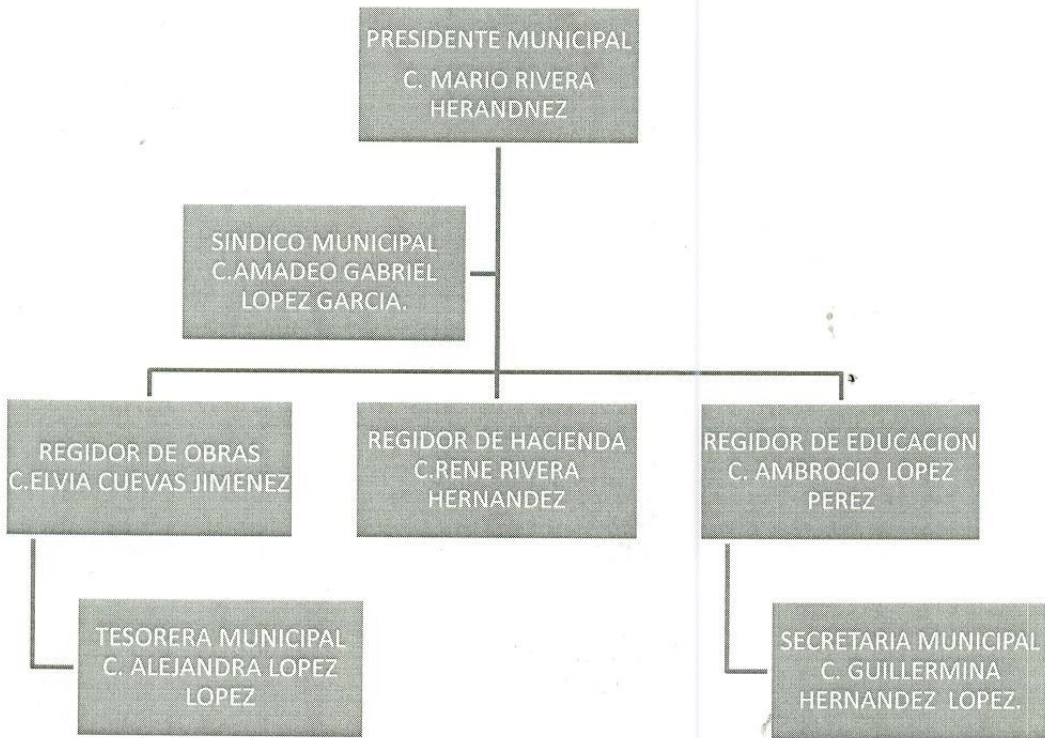 PRESIDENTE MUNICIPAL
C. MARIO RIVERA
HERANDNEZ
SINDICO MUNICIPAL
C.AMADEO GABRIEL
LOPEZ GARCIA.
REGIDOR DE OBRAS
C.ELVIA CUEVAS JIMENEZ
REGIDOR DE HACIENDA
C.RENE RIVERA
HERNANDEZ
REGIDOR DE EDUCACION
C. AMBROCIO LOPEZ
PEREZ
TESORERA MUNICIPAL
C. ALEJANDRA LOPEZ
LOPEZ
SECRETARIA MUNICIPAL
C. GUILLERMINA
HERNANDEZ LOPEZ.